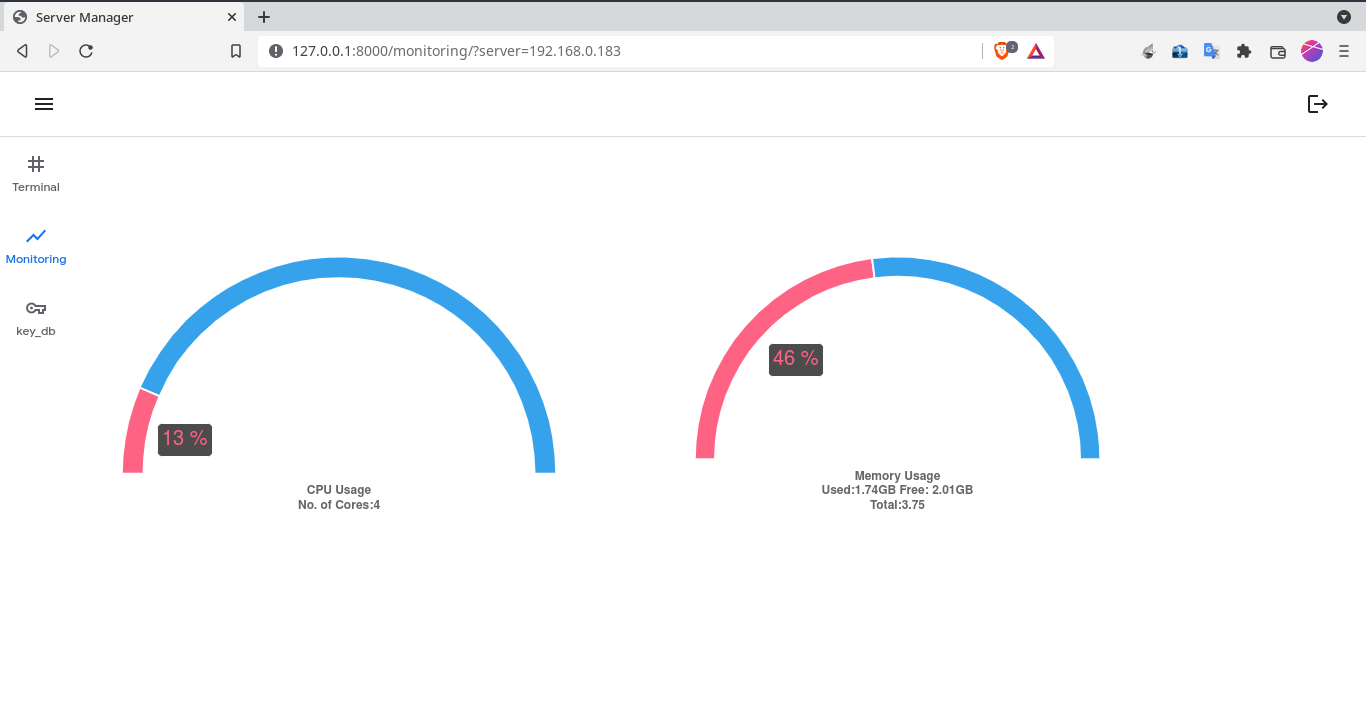 Server Manager
127.0.0.1:8000/monitoring/?server=192.168.0.183
2
Terminal
Monitoring
key_db
13 %
CPU Usage
No. of Cores:4
46 %
Memory Usage
Used:1.74GB Free: 2.01GB
Total:3.75